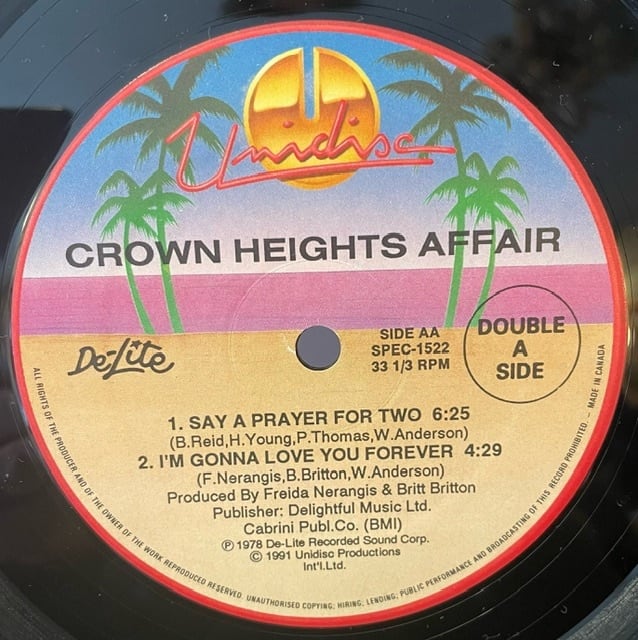 Unidisc
CROWN HEIGHTS AFFAIR
De-Lite
SIDE AA
SPEC-1522
33 1/3 RPM
DOUBLE
A
SIDE
1. SAY A PRAYER FOR TWO 6:25
(B.Reid,H.Young,P.Thomas,W.Anderson)
2. I'M GONNA LOVE YOU FOREVER 4:29
(F.Nerangis,B.Britton,W.Anderson)
Produced By Freida Nerangis & Britt Britton
Publisher: Delightful Music Ltd.
Cabrini Publ.Co. (BMI)
℗ 1978 De-Lite Recorded Sound Corp.
© 1991 Unidisc Productions
Int'l.Ltd.
ALL RIGHTS OF THE PRODUCER AND OF THE OWNER OF THE WORK REPRODUCED RESERVED. UNAUTHORISED COPYING; HIRING; LENDING; PUBLIC PERFORMANCE AND BROADCASTING OF THIS RECORD PROHIBITED. — MADE IN CANADA